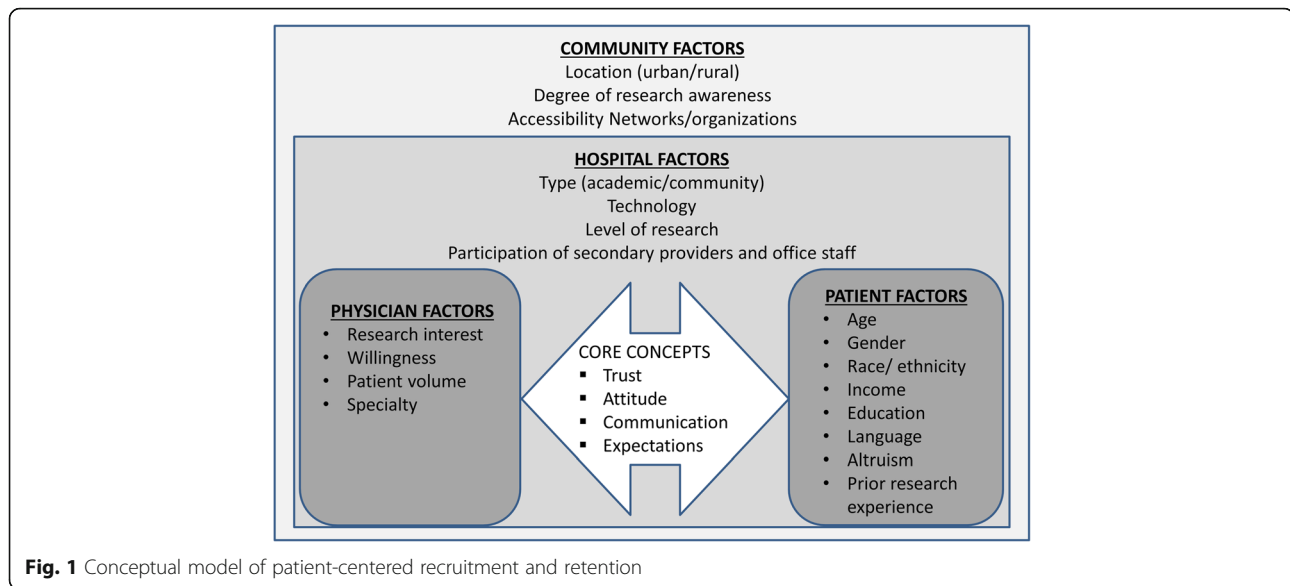 COMMUNITY FACTORS
Location (urban/rural)
Degree of research awareness
Accessibility Networks/organizations
HOSPITAL FACTORS
Type (academic/community)
Technology
Level of research
Participation of secondary providers and office staff
PHYSICIAN FACTORS
• Research interest
• Willingness
• Patient volume
• Specialty
CORE CONCEPTS
▪ Trust
▪ Attitude
▪ Communication
▪ Expectations
PATIENT FACTORS
• Age
• Gender
• Race/ ethnicity
• Income
• Education
• Language
• Altruism
• Prior research
experience
Fig. 1 Conceptual model of patient-centered recruitment and retention